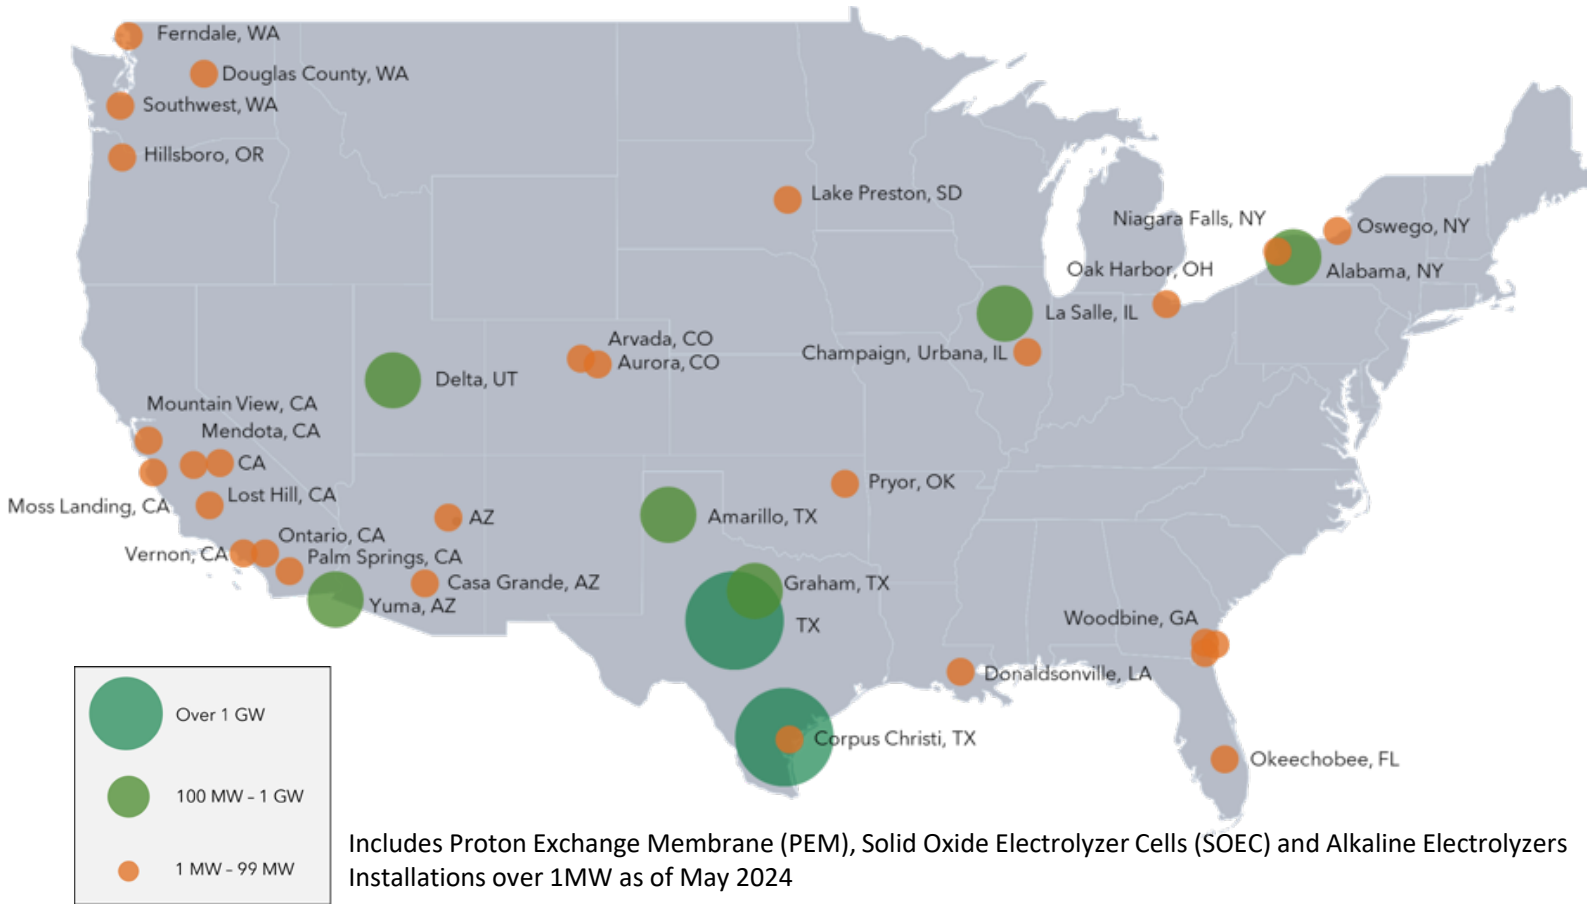 Ferndale, WA
Douglas County, WA
Southwest, WA
Hillsboro, OR
Lake Preston, SD
Niagara Falls, NY
Oswego, NY
Oak Harbor, OH
Alabama, NY
La Salle, IL
Arvada, CO
Champaign, Urbana, IL
Aurora, CO
Delta, UT
Mountain View, CA
Mendota, CA
CA
Pryor, OK
Lost Hill, CA
Moss Landing, CA
AZ
Amarillo, TX
Ontario, CA
Vernon, CA
Palm Springs, CA
Casa Grande, AZ
Graham, TX
Yuma, AZ
TX
Woodbine, GA
Donaldsonville, LA
Corpus Christi, TX
Okeechobee, FL
Over 1 GW
100 MW – 1 GW
1 MW – 99 MW
Includes Proton Exchange Membrane (PEM), Solid Oxide Electrolyzer Cells (SOEC) and Alkaline Electrolyzers
Installations over 1MW as of May 2024